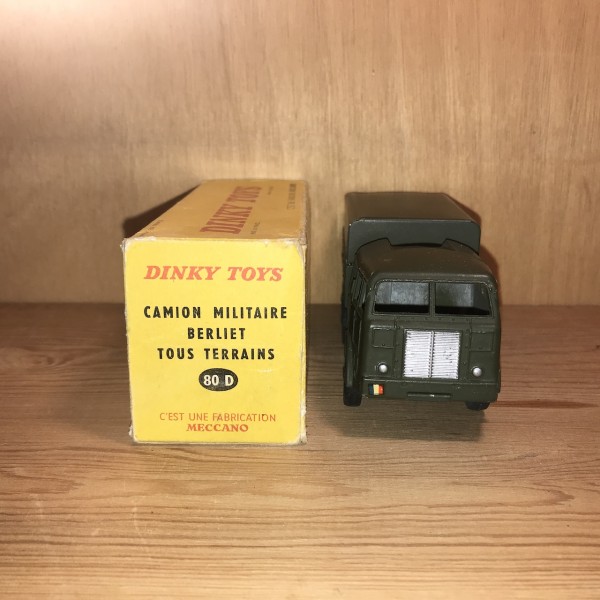 DINKY TOYS
DINKY TOYS
CAMION MILITAIRE
BERLIET
TOUS TERRAINS
80 D
C'EST UNE FABRICATION
MECCANO